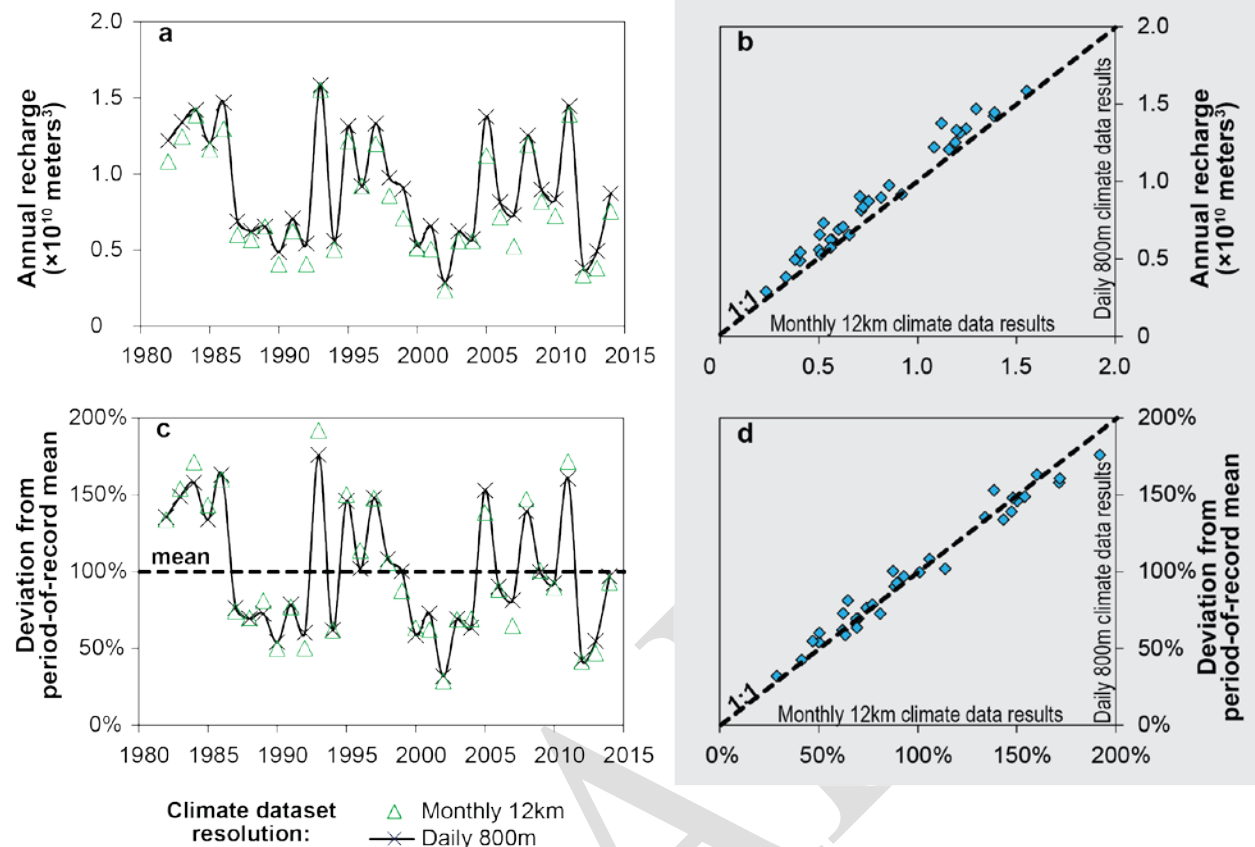 a
Annual recharge
(×10¹⁰ meters³)
2.0
1.5
1.0
0.5
0
1980 1985 1990 1995 2000 2005 2010 2015
b
2.0
1.5
1.0
0.5
0
Annual recharge
(×10¹⁰ meters³)
Daily 800m climate data results
1:1
Monthly 12km climate data results
0 0.5 1.0 1.5 2.0
c
Deviation from
period-of-record mean
200%
150%
100%
50%
0%
mean
1980 1985 1990 1995 2000 2005 2010 2015
d
200%
150%
100%
50%
0%
Deviation from
period-of-record mean
Daily 800m climate data results
1:1
Monthly 12km climate data results
0% 50% 100% 150% 200%
Climate dataset
resolution:
Monthly 12km
Daily 800m